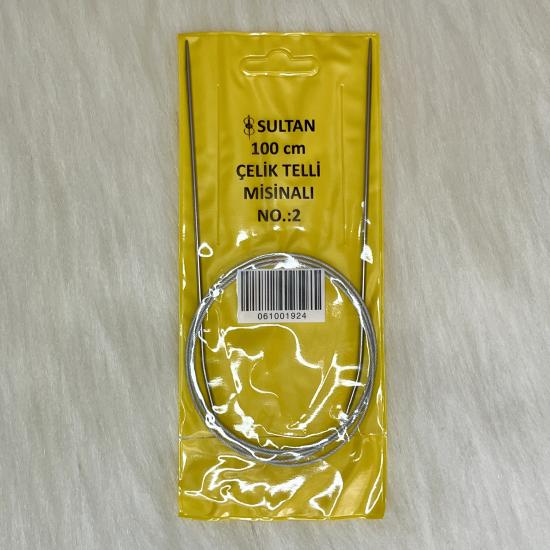 SULTAN
100 cm
ÇELİK TELLİ
MİSİNALI
NO.:2
061001924